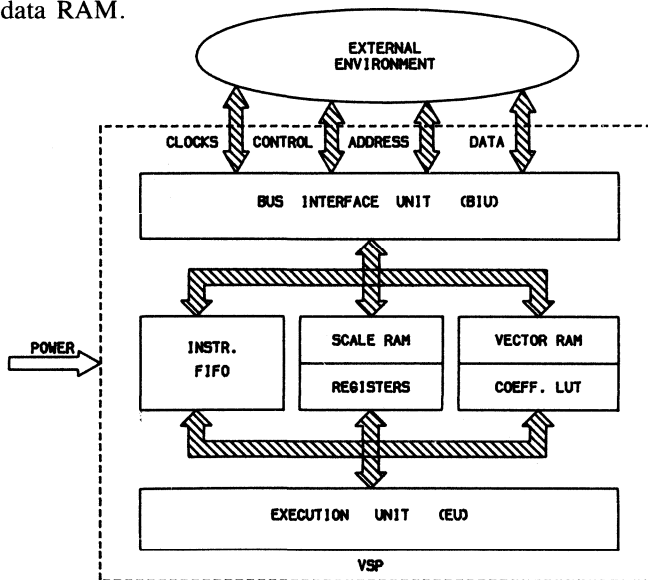 data RAM.
EXTERNAL
ENVIRONMENT
CLOCKS CONTROL ADDRESS DATA
BUS INTERFACE UNIT (BIU)
POWER
INSTR.
FIFO
SCALE RAM
REGISTERS
VECTOR RAM
COEFF. LUT
EXECUTION UNIT (EU)
VSP